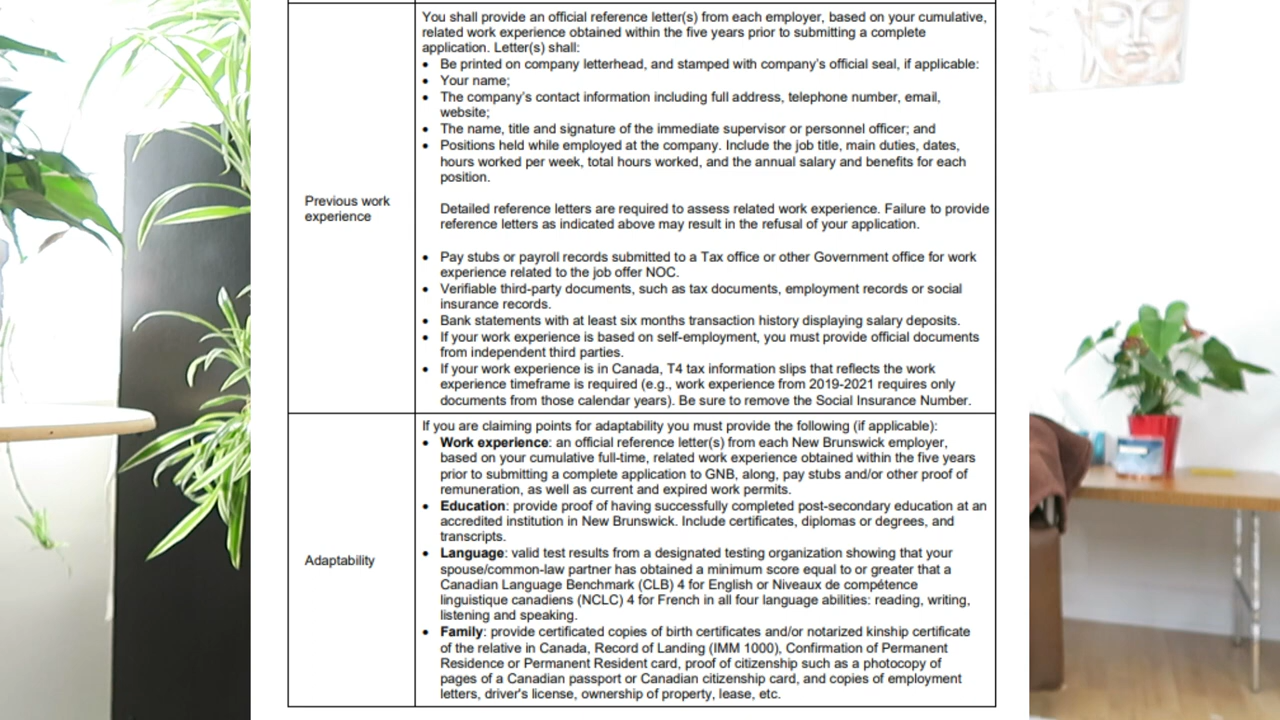 You shall provide an official reference letter(s) from each employer, based on your cumulative,
related work experience obtained within the five years prior to submitting a complete
application. Letter(s) shall:
• Be printed on company letterhead, and stamped with company's official seal, if applicable:
• Your name;
• The company's contact information including full address, telephone number, email,
website;
• The name, title and signature of the immediate supervisor or personnel officer; and
• Positions held while employed at the company. Include the job title, main duties, dates,
hours worked per week, total hours worked, and the annual salary and benefits for each
position.
Previous work
experience
Detailed reference letters are required to assess related work experience. Failure to provide
reference letters as indicated above may result in the refusal of your application.
• Pay stubs or payroll records submitted to a Tax office or other Government office for work
experience related to the job offer NOC.
• Verifiable third-party documents, such as tax documents, employment records or social
insurance records.
• Bank statements with at least six months transaction history displaying salary deposits.
• If your work experience is based on self-employment, you must provide official documents
from independent third parties.
• If your work experience is in Canada, T4 tax information slips that reflects the work
experience timeframe is required (e.g., work experience from 2019-2021 requires only
documents from those calendar years). Be sure to remove the Social Insurance Number.
If you are claiming points for adaptability you must provide the following (if applicable):
• Work experience: an official reference letter(s) from each New Brunswick employer,
based on your cumulative full-time, related work experience obtained within the five years
prior to submitting a complete application to GNB, along, pay stubs and/or other proof of
remuneration, as well as current and expired work permits.
• Education: provide proof of having successfully completed post-secondary education at an
accredited institution in New Brunswick. Include certificates, diplomas or degrees, and
transcripts.
Adaptability
• Language: valid test results from a designated testing organization showing that your
spouse/common-law partner has obtained a minimum score equal to or greater that a
Canadian Language Benchmark (CLB) 4 for English or Niveaux de compétence
linguistique canadiens (NCLC) 4 for French in all four language abilities: reading, writing,
listening and speaking.
• Family: provide certificated copies of birth certificates and/or notarized kinship certificate
of the relative in Canada, Record of Landing (IMM 1000), Confirmation of Permanent
Residence or Permanent Resident card, proof of citizenship such as a photocopy of
pages of a Canadian passport or Canadian citizenship card, and copies of employment
letters, driver's license, ownership of property, lease, etc.